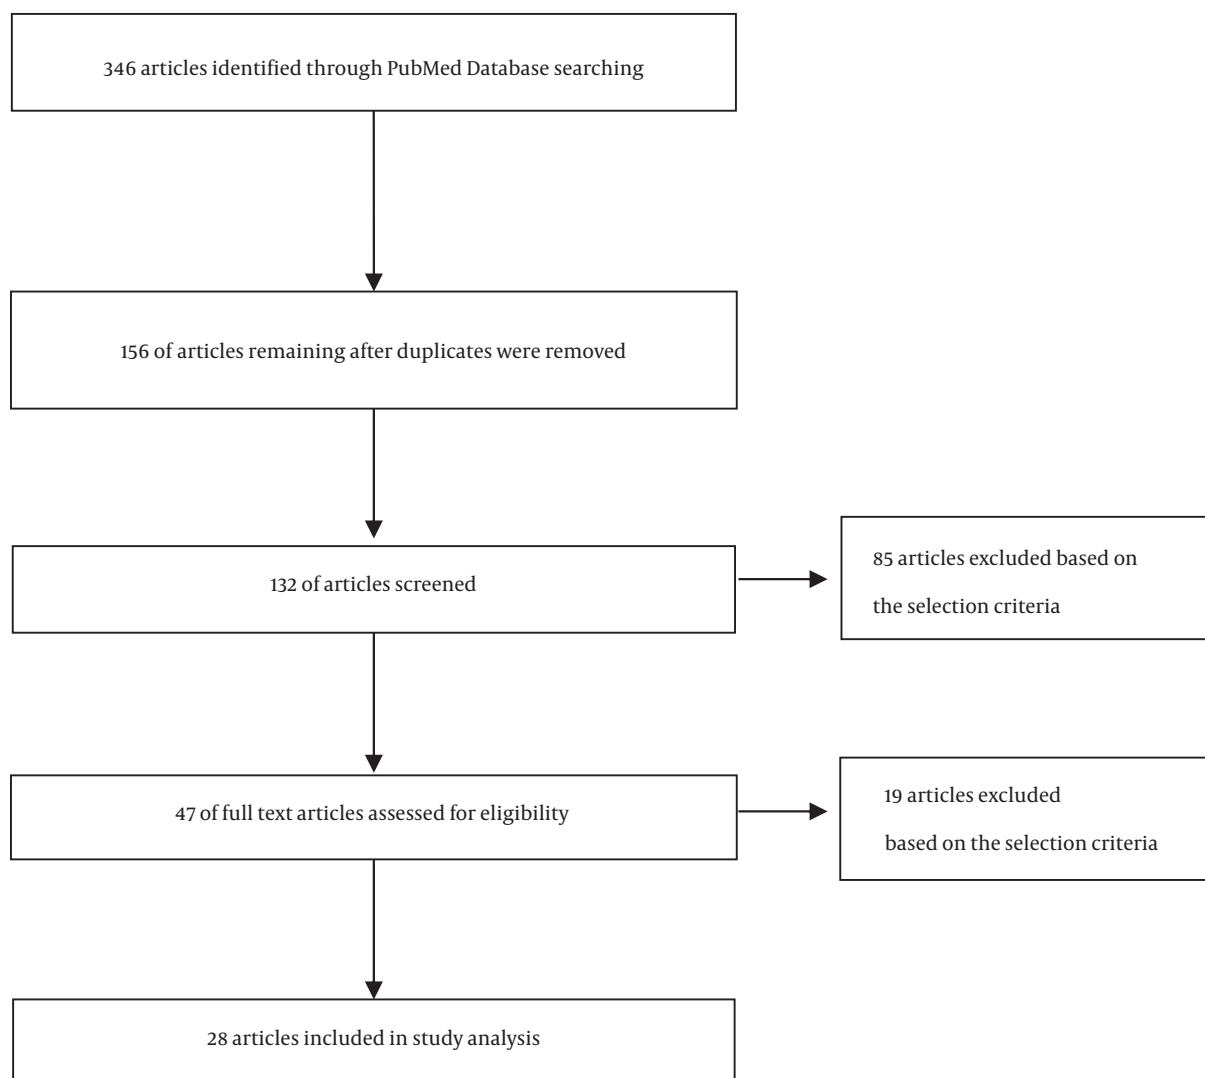 346 articles identified through PubMed Database searching
156 of articles remaining after duplicates were removed
132 of articles screened
85 articles excluded based on
the selection criteria
47 of full text articles assessed for eligibility
19 articles excluded
based on the selection criteria
28 articles included in study analysis